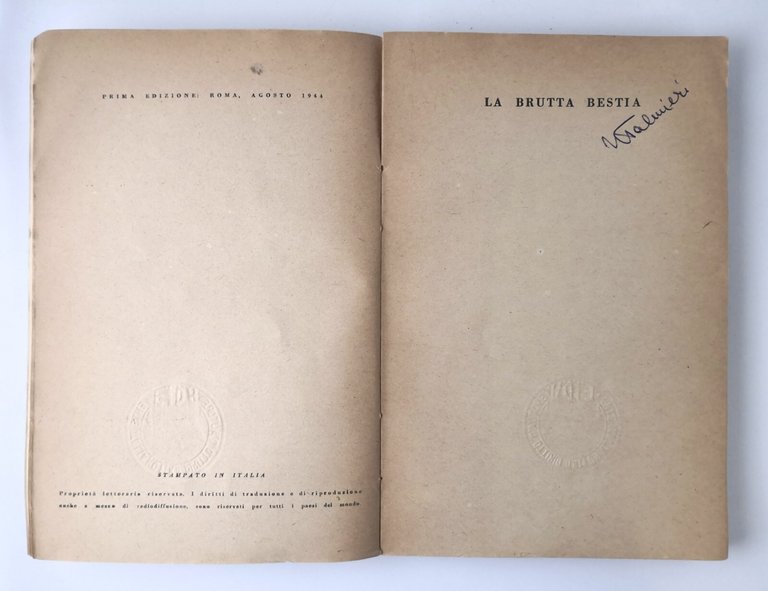 PRIMA EDIZIONE: ROMA, AGOSTO 1944
STAMPATO IN ITALIA
Proprietà letteraria riservata. I diritti di traduzione e di riproduzione
anche a mezzo di radiodiffusione, sono riservati per tutti i paesi del mondo.
LA BRUTTA BESTIA
Palmieri